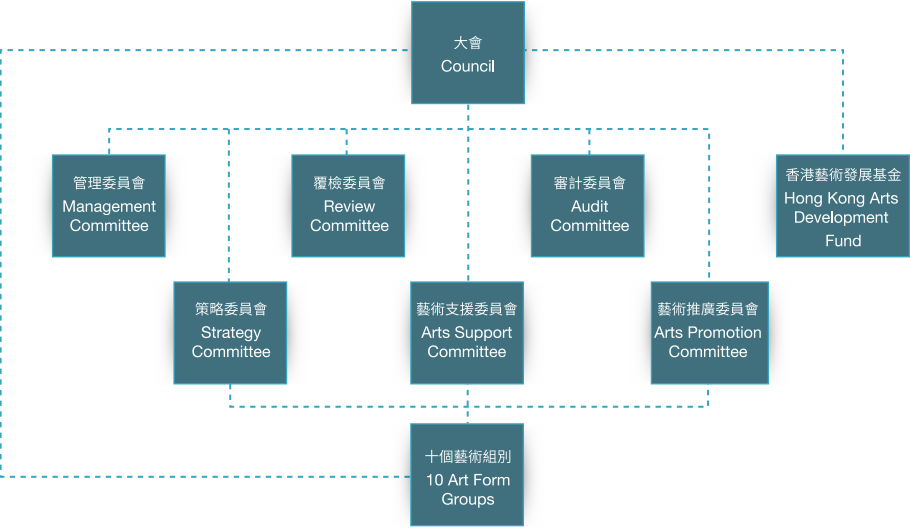 大會
Council
管理委員會
Management
Committee
覆檢委員會
Review
Committee
審計委員會
Audit
Committee
香港藝術發展基金
Hong Kong Arts
Development
Fund
策略委員會
Strategy
Committee
藝術支援委員會
Arts Support
Committee
藝術推廣委員會
Arts Promotion
Committee
十個藝術組別
10 Art Form
Groups